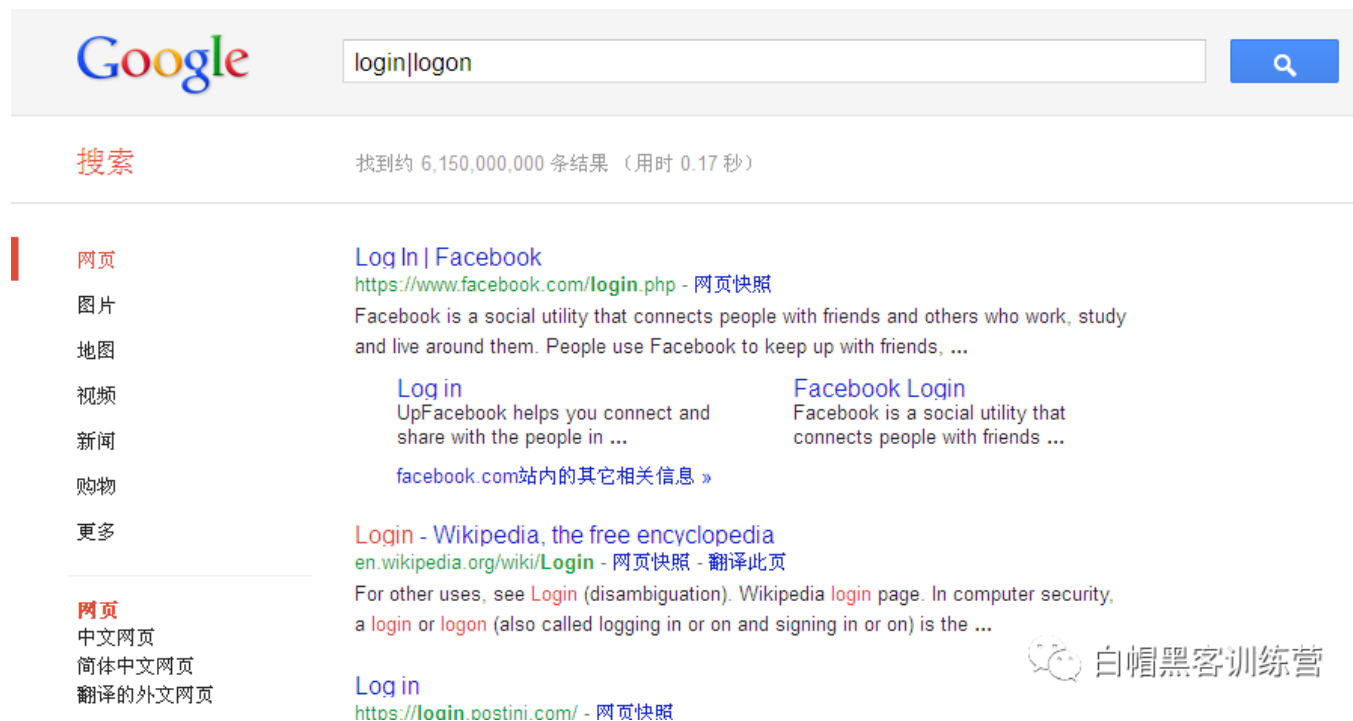 Google
login|logon
搜索
找到约 6,150,000,000 条结果 （用时 0.17 秒）
网页
图片
地图
视频
新闻
购物
更多
网页
中文网页
简体中文网页
翻译的外文网页
Log In | Facebook
https://www.facebook.com/login.php - 网页快照
Facebook is a social utility that connects people with friends and others who work, study
and live around them. People use Facebook to keep up with friends, ...
Log in
UpFacebook helps you connect and
share with the people in ...
Facebook Login
Facebook is a social utility that
connects people with friends ...
facebook.com站内的其它相关信息 »
Login - Wikipedia, the free encyclopedia
en.wikipedia.org/wiki/Login - 网页快照 - 翻译此页
For other uses, see Login (disambiguation). Wikipedia login page. In computer security,
a login or logon (also called logging in or on and signing in or on) is the ...
Log in
https://login.postini.com/ - 网页快照
白帽黑客训练营